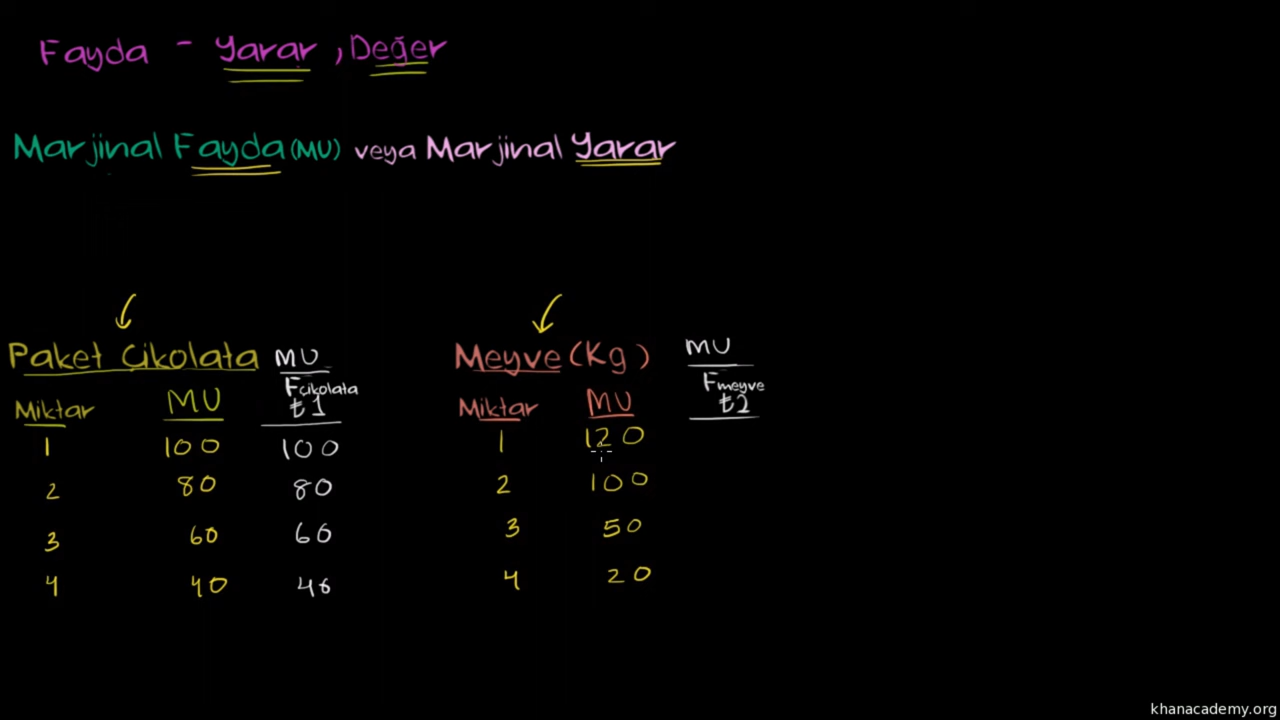 Fayda - Yarar, Değer
Marjinal Fayda (MU) veya Marjinal Yarar
Paket Çikolata MU
Fçikolata
Miktar MU ₺1
1 100 100
2 80 80
3 60 60
4 40 40
Meyve (Kg) MU
Fmeyve
Miktar MU ₺2
1 120
2 100
3 50
4 20
khanacademy.org